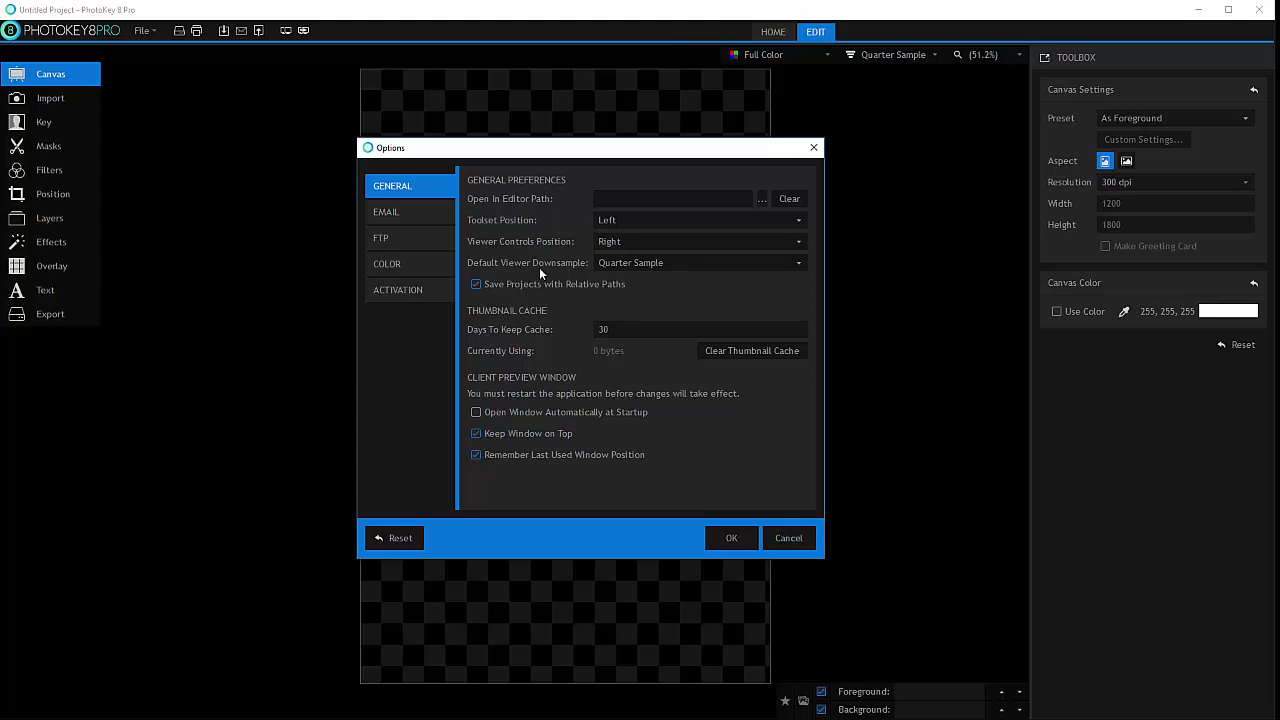 Untitled Project - PhotoKey 8 Pro
8 PHOTOKEY8PRO File HOME EDIT
Full Color Quarter Sample (51.2%)
TOOLBOX
Canvas
Import
Key
Masks
Filters
Position
Layers
Effects
Overlay
Text
Export
Options
GENERAL
EMAIL
FTP
COLOR
ACTIVATION
GENERAL PREFERENCES
Open In Editor Path: ... Clear
Toolset Position: Left
Viewer Controls Position: Right
Default Viewer Downsample: Quarter Sample
Save Projects with Relative Paths
THUMBNAIL CACHE
Days To Keep Cache: 30
Currently Using: 0 bytes Clear Thumbnail Cache
CLIENT PREVIEW WINDOW
You must restart the application before changes will take effect.
Open Window Automatically at Startup
Keep Window on Top
Remember Last Used Window Position
Reset OK Cancel
Canvas Settings
Preset As Foreground
Custom Settings...
Aspect
Resolution 300 dpi
Width 1200
Height 1800
Make Greeting Card
Canvas Color
Use Color 255, 255, 255
Reset
Foreground:
Background: